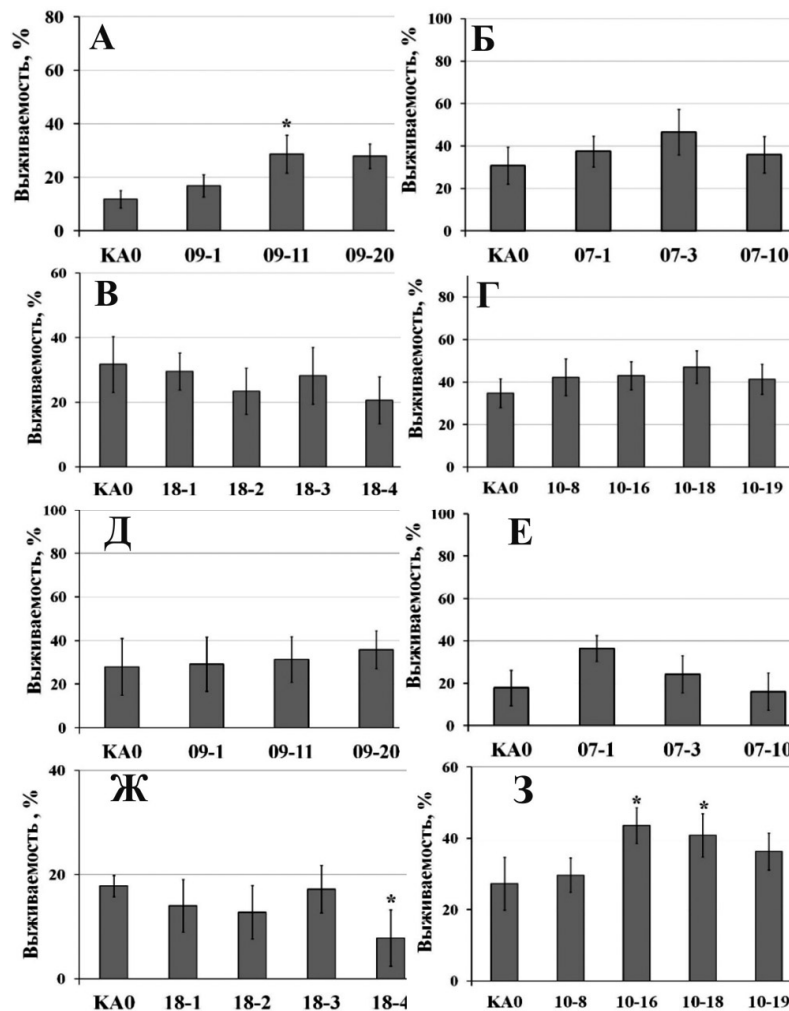 А
Выживаемость, %
80
60
40
20
0
*
KA0 09-1 09-11 09-20
Б
Выживаемость, %
100
80
60
40
20
0
KA0 07-1 07-3 07-10
В
Выживаемость, %
60
40
20
0
KA0 18-1 18-2 18-3 18-4
Г
Выживаемость, %
100
80
60
40
20
0
KA0 10-8 10-16 10-18 10-19
Д
Выживаемость, %
100
80
60
40
20
0
KA0 09-1 09-11 09-20
Е
Выживаемость, %
100
80
60
40
20
0
KA0 07-1 07-3 07-10
Ж
Выживаемость , %
40
20
0
*
KA0 18-1 18-2 18-3 18-4
З
Выживаемость, %
60
40
20
0
* *
KA0 10-8 10-16 10-18 10-19